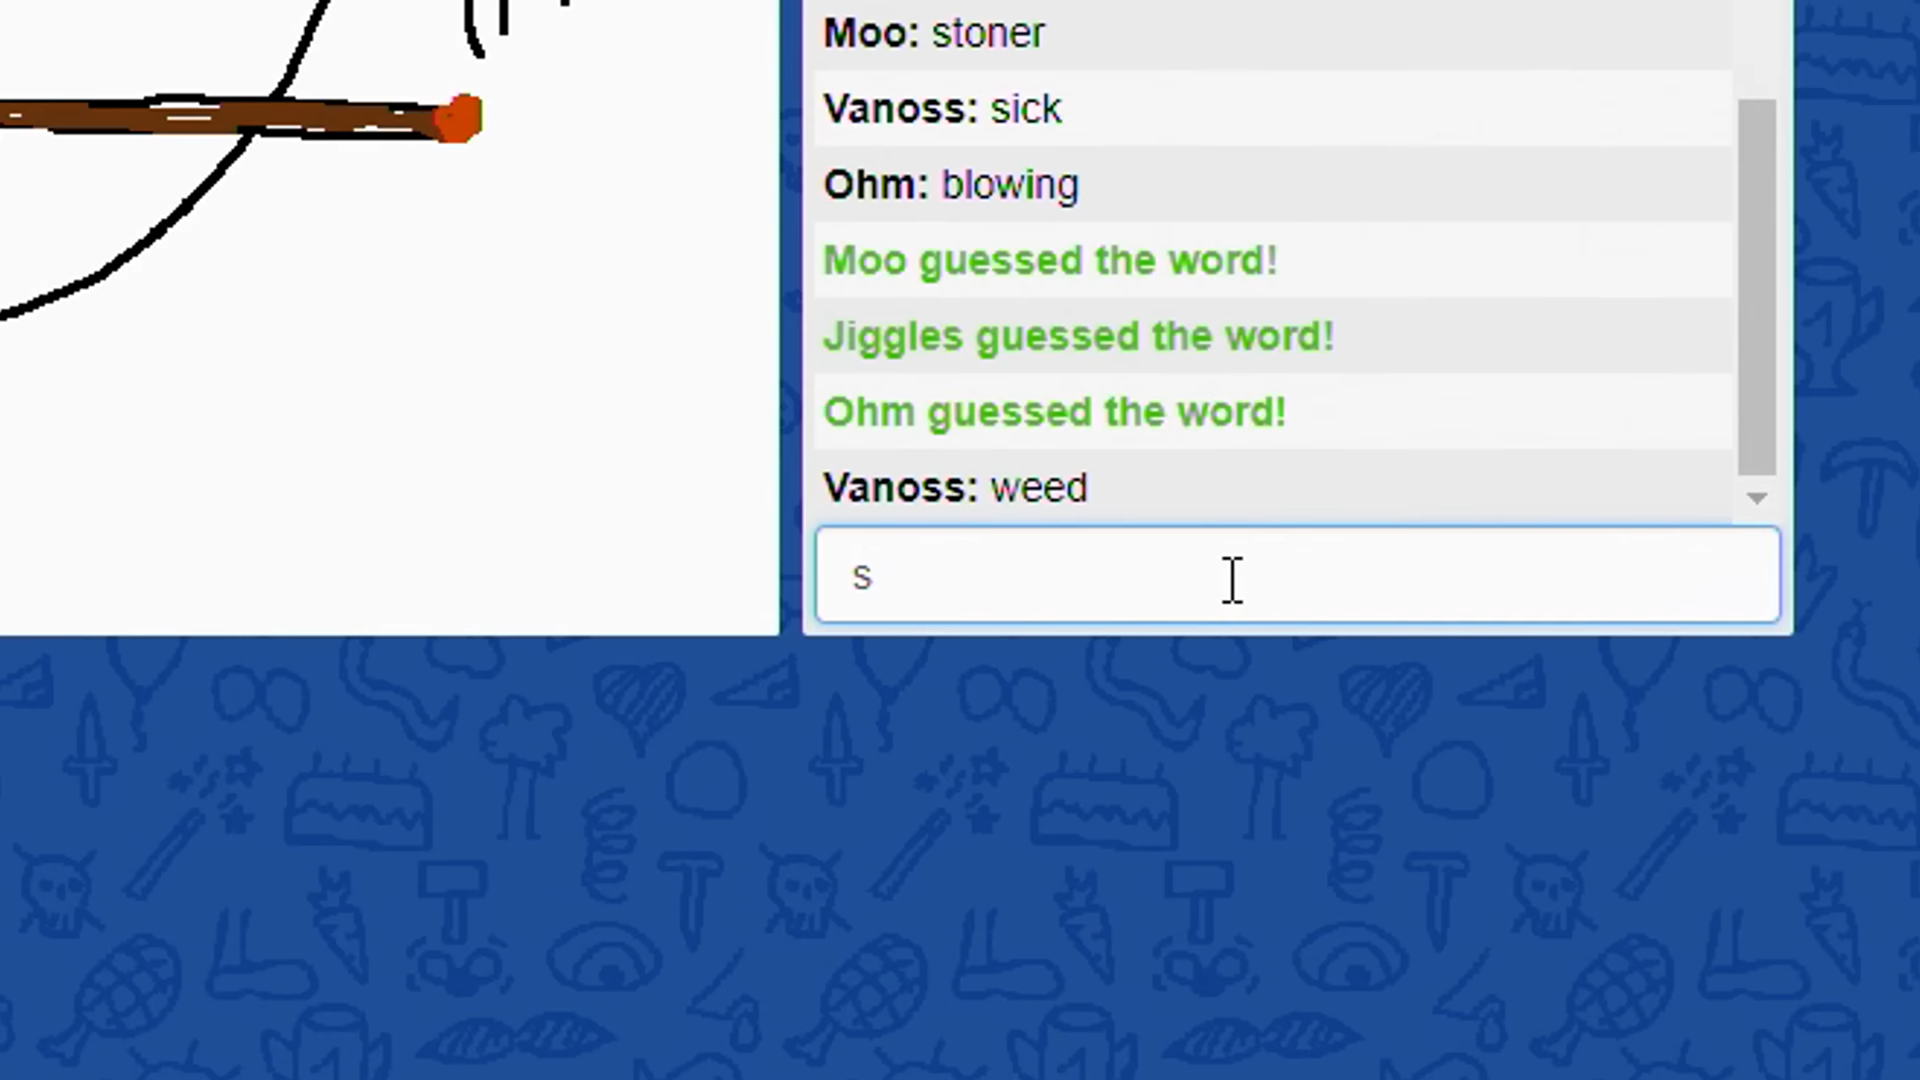 Moo: stoner
Vanoss: sick
Ohm: blowing
Moo guessed the word!
Jiggles guessed the word!
Ohm guessed the word!
Vanoss: weed
s